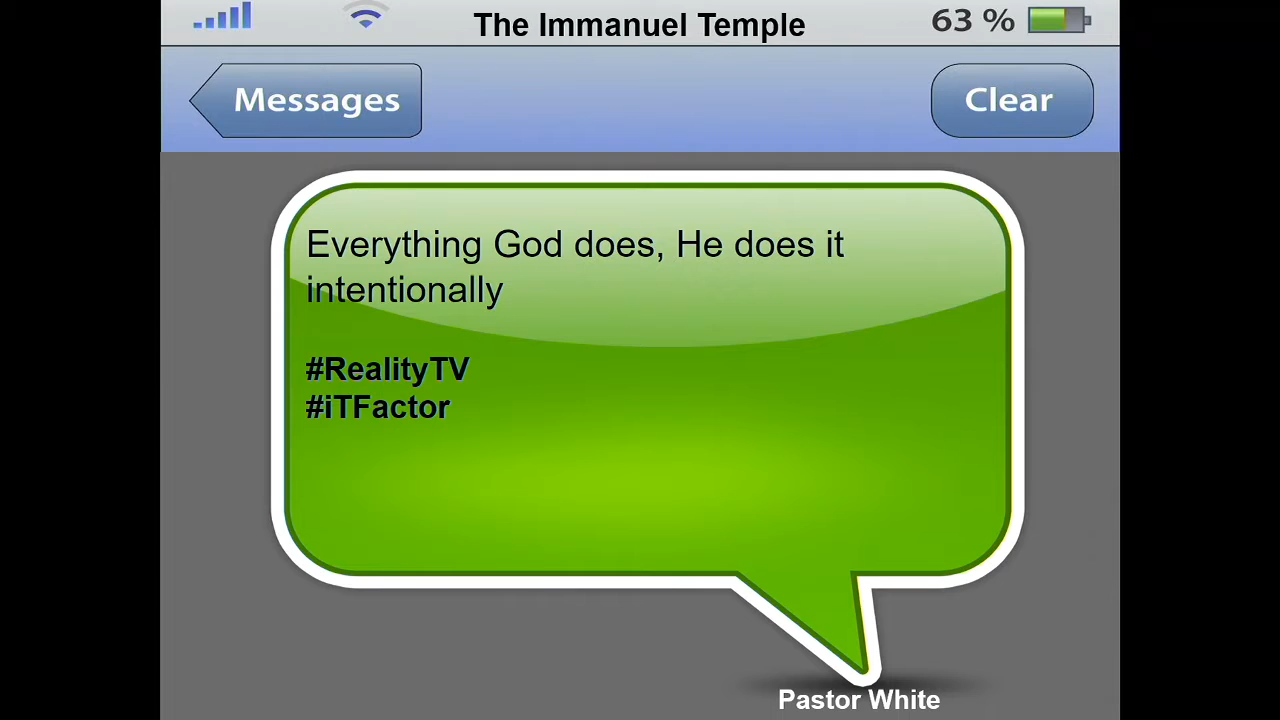 The Immanuel Temple
63 %
Messages
Clear
Everything God does, He does it
intentionally
#RealityTV
#iTFactor
Pastor White